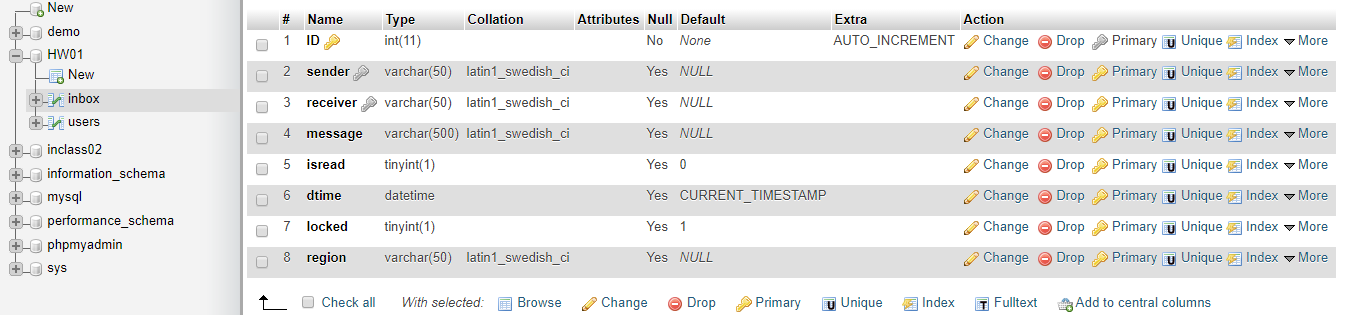 New
demo
HW01
New
inbox
users
inclass02
information_schema
mysql
performance_schema
phpmyadmin
sys
# Name Type Collation Attributes Null Default Extra Action
1 ID int(11) No None AUTO_INCREMENT Change Drop Primary U Unique Index More
2 sender varchar(50) latin1_swedish_ci Yes NULL Change Drop Primary U Unique Index More
3 receiver varchar(50) latin1_swedish_ci Yes NULL Change Drop Primary U Unique Index More
4 message varchar(500) latin1_swedish_ci Yes NULL Change Drop Primary U Unique Index More
5 isread tinyint(1) Yes 0 Change Drop Primary U Unique Index More
6 dtime datetime Yes CURRENT_TIMESTAMP Change Drop Primary U Unique Index More
7 locked tinyint(1) Yes 1 Change Drop Primary U Unique Index More
8 region varchar(50) latin1_swedish_ci Yes NULL Change Drop Primary U Unique Index More
Check all With selected: Browse Change Drop Primary U Unique Index T Fulltext Add to central columns